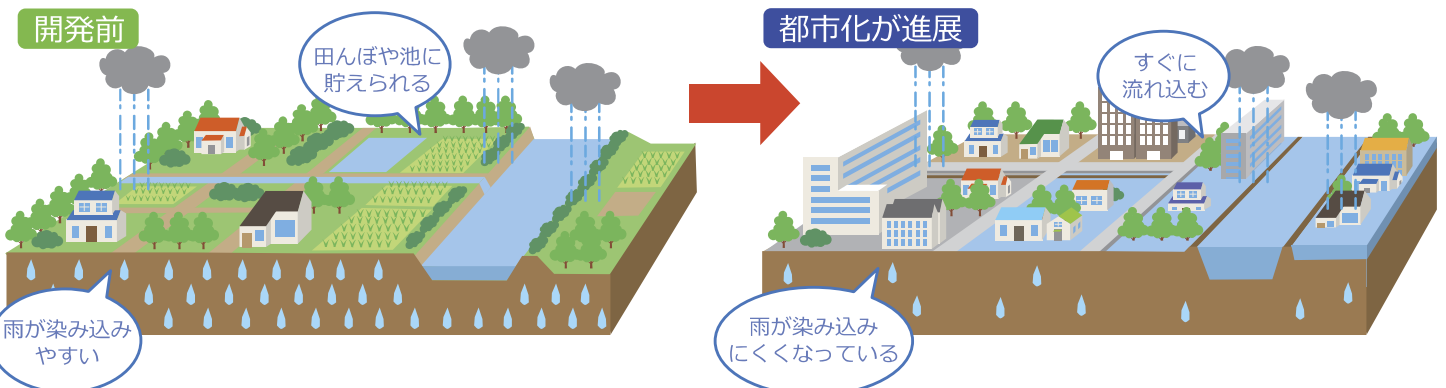 開発前
田んぼや池に
貯えられる
雨が染み込み
やすい
都市化が進展
すぐに
流れ込む
雨が染み込み
にくくなっている